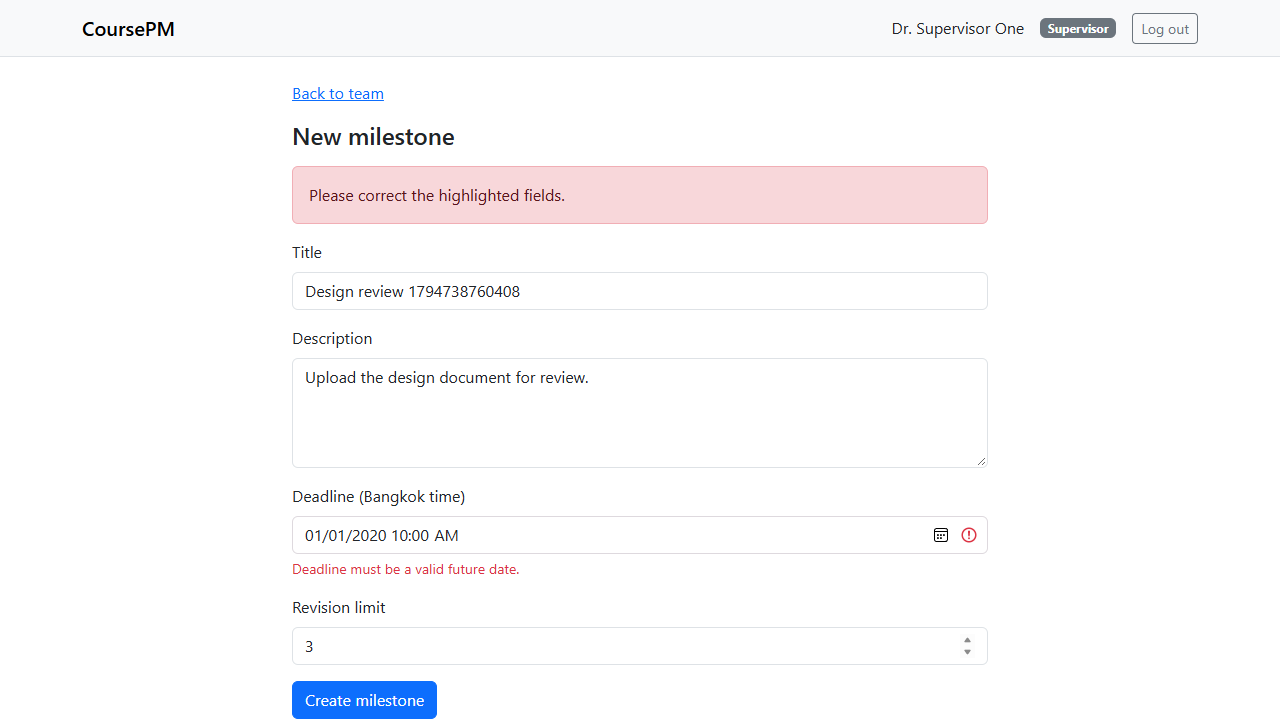 CoursePM
Dr. Supervisor One
Supervisor
Log out
Back to team
New milestone
Please correct the highlighted fields.
Title
Design review 1794738760408
Description
Upload the design document for review.
Deadline (Bangkok time)
01/01/2020 10:00 AM
Deadline must be a valid future date.
Revision limit
3
Create milestone